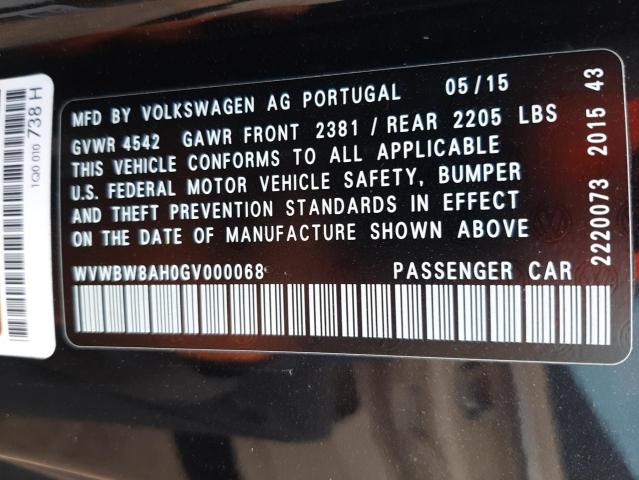 MFD BY VOLKSWAGEN AG PORTUGAL 05/15
GVWR 4542 GAWR FRONT 2381 / REAR 2205 LBS
THIS VEHICLE CONFORMS TO ALL APPLICABLE
U.S. FEDERAL MOTOR VEHICLE SAFETY, BUMPER
AND THEFT PREVENTION STANDARDS IN EFFECT
ON THE DATE OF MANUFACTURE SHOWN ABOVE
WVWBW8AH0GV000068 PASSENGER CAR
2220073 2015 43
1Q0 010 738 H